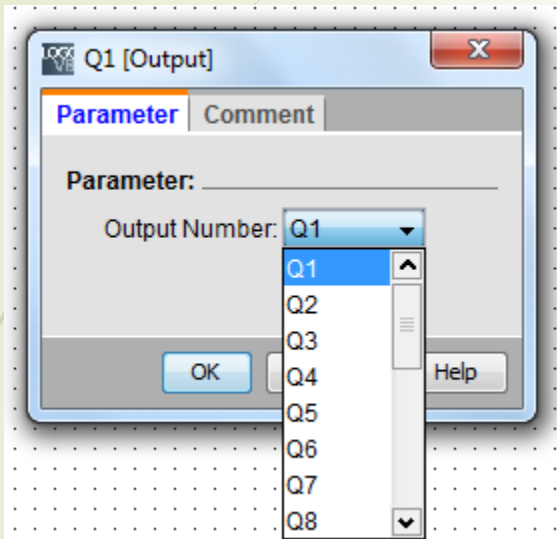 Q1 [Output]
Parameter Comment
Parameter:
Output Number: Q1
Q1
Q2
Q3
Q4
Q5
Q6
Q7
Q8
OK Help